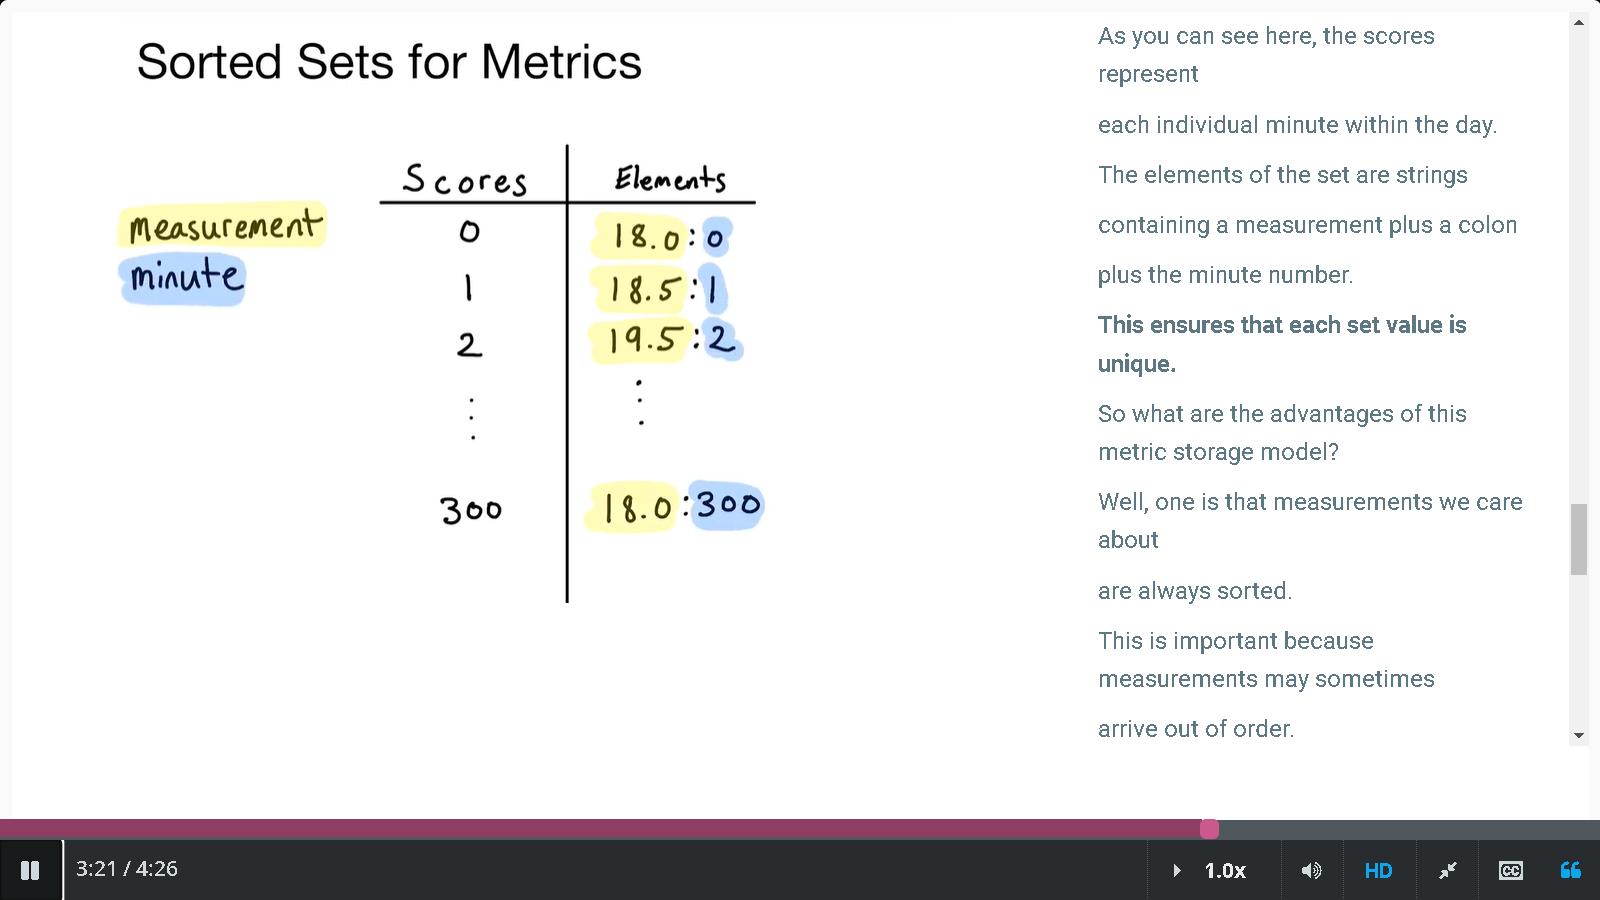 Sorted Sets for Metrics
Scores Elements
measurement
minute
0 18.0:0
1 18.5:1
2 19.5:2
300 18.0:300
As you can see here, the scores
represent
each individual minute within the day.
The elements of the set are strings
containing a measurement plus a colon
plus the minute number.
This ensures that each set value is
unique.
So what are the advantages of this
metric storage model?
Well, one is that measurements we care
about
are always sorted.
This is important because
measurements may sometimes
arrive out of order.
3:21 / 4:26
1.0x
HD
CC